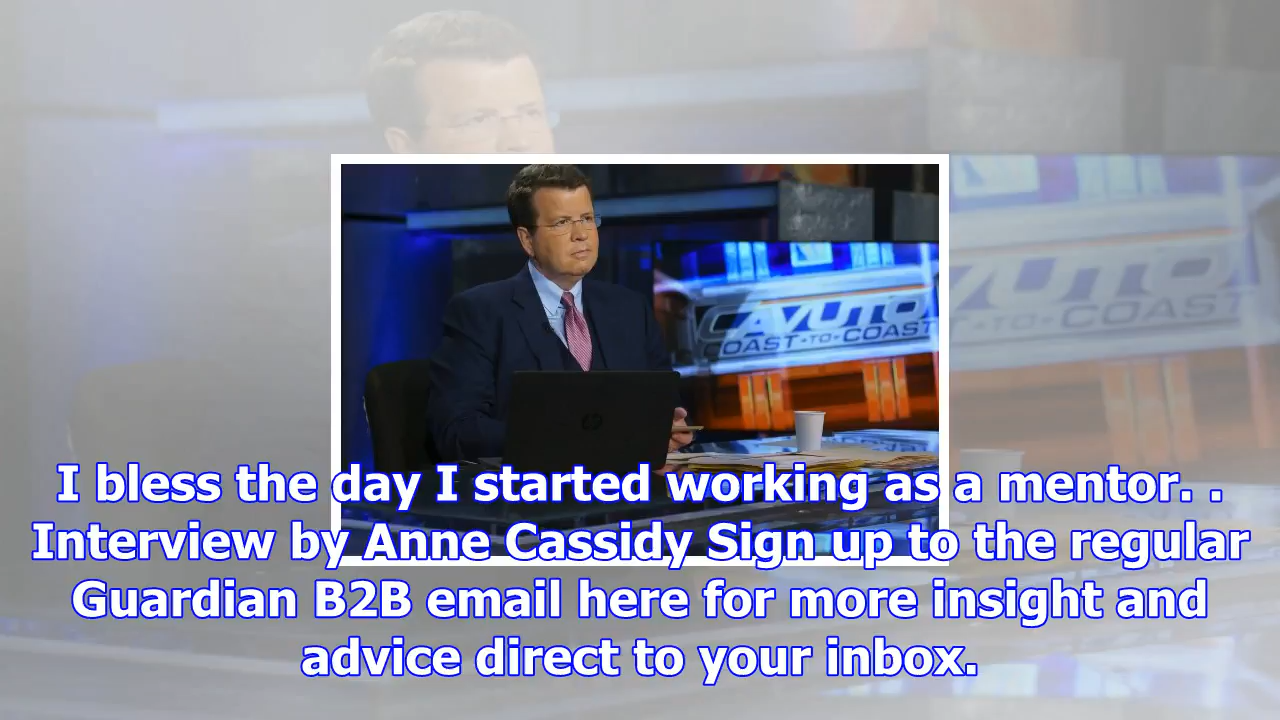 CAVUTO
COAST-TO-COAST
I bless the day I started working as a mentor. .
Interview by Anne Cassidy Sign up to the regular
Guardian B2B email here for more insight and
advice direct to your inbox.